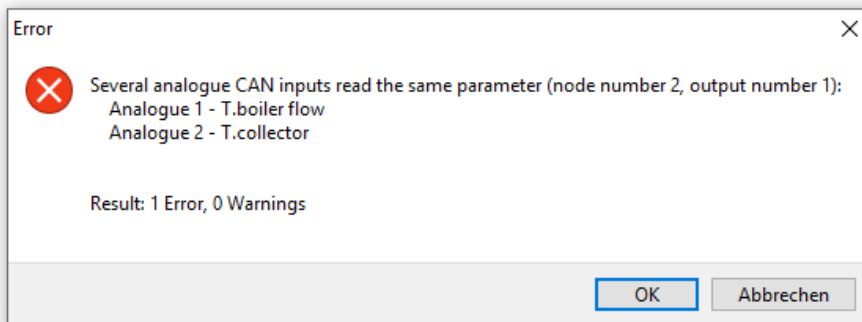 Error
Several analogue CAN inputs read the same parameter (node number 2, output number 1):
Analogue 1 - T.boiler flow
Analogue 2 - T.collector
Result: 1 Error, 0 Warnings
OK
Abbrechen